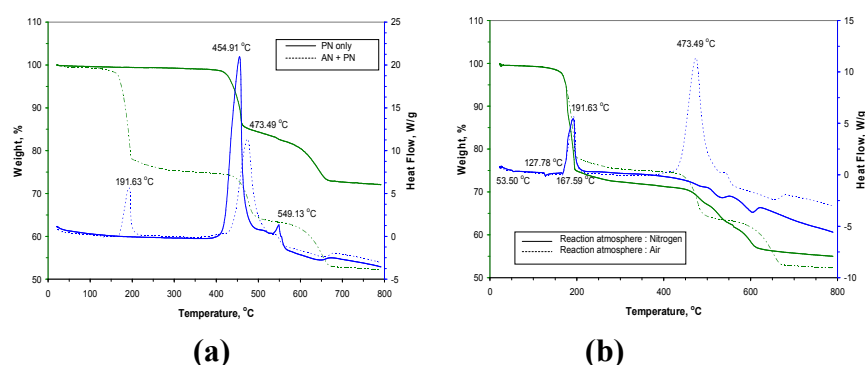 110
100
90
80
70
60
50
Weight, %
0
100
200
300
400
500
600
700
800
Temperature, °C
25
20
15
10
5
0
-5
Heat Flow, W/g
454.91 °C
PN only
AN + PN
473.49 °C
191.63 °C
549.13 °C
(a)
110
100
90
80
70
60
50
Weight, %
0
200
400
600
800
Temperature, °C
15
10
5
0
-5
-10
Heat Flow, W/g
473.49 °C
191.63 °C
127.78 °C
53.50 °C
167.59 °C
Reaction atmosphere : Nitrogen
Reaction atmosphere : Air
(b)